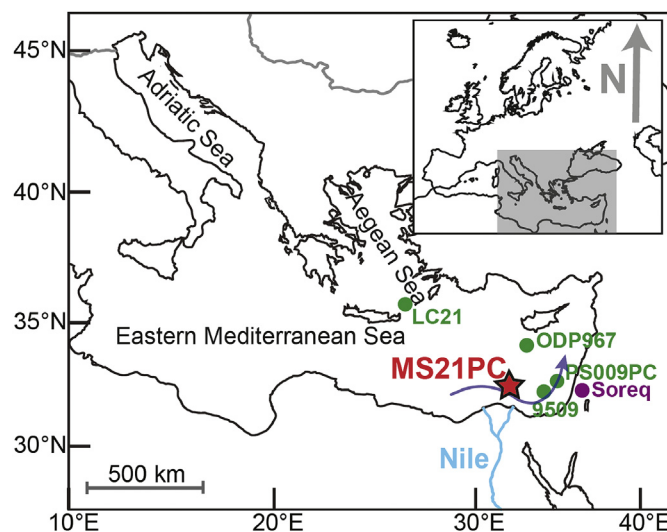 45°N
40°N
35°N
30°N
N
Adriatic Sea
Aegean Sea
LC21
Eastern Mediterranean Sea
ODP967
MS21PC
PS009PC
Soreq
9509
Nile
500 km
10°E
20°E
30°E
40°E